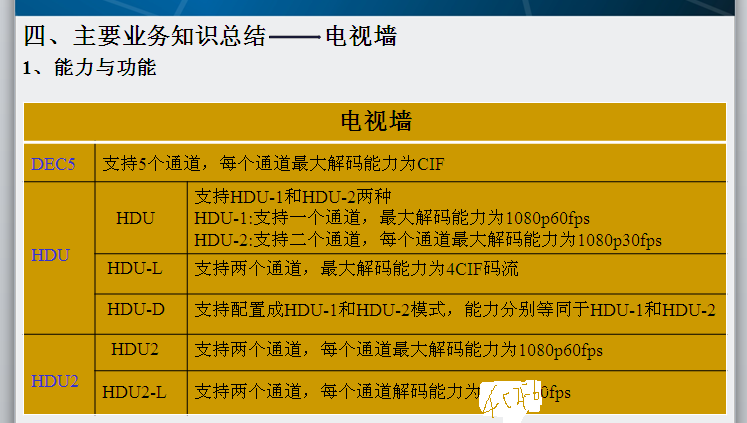 四、主要业务知识总结——电视墙
1、能力与功能
电视墙
DEC5
支持5个通道，每个通道最大解码能力为CIF
HDU
HDU
支持HDU-1和HDU-2两种
HDU-1:支持一个通道，最大解码能力为1080p60fps
HDU-2:支持二个通道，每个通道最大解码能力为1080p30fps
HDU-L
支持两个通道，最大解码能力为4CIF码流
HDU-D
支持配置成HDU-1和HDU-2模式，能力分别等同于HDU-1和HDU-2
HDU2
HDU2
支持两个通道，每个通道最大解码能力为1080p60fps
HDU2-L
支持两个通道，每个通道解码能力为 0fps